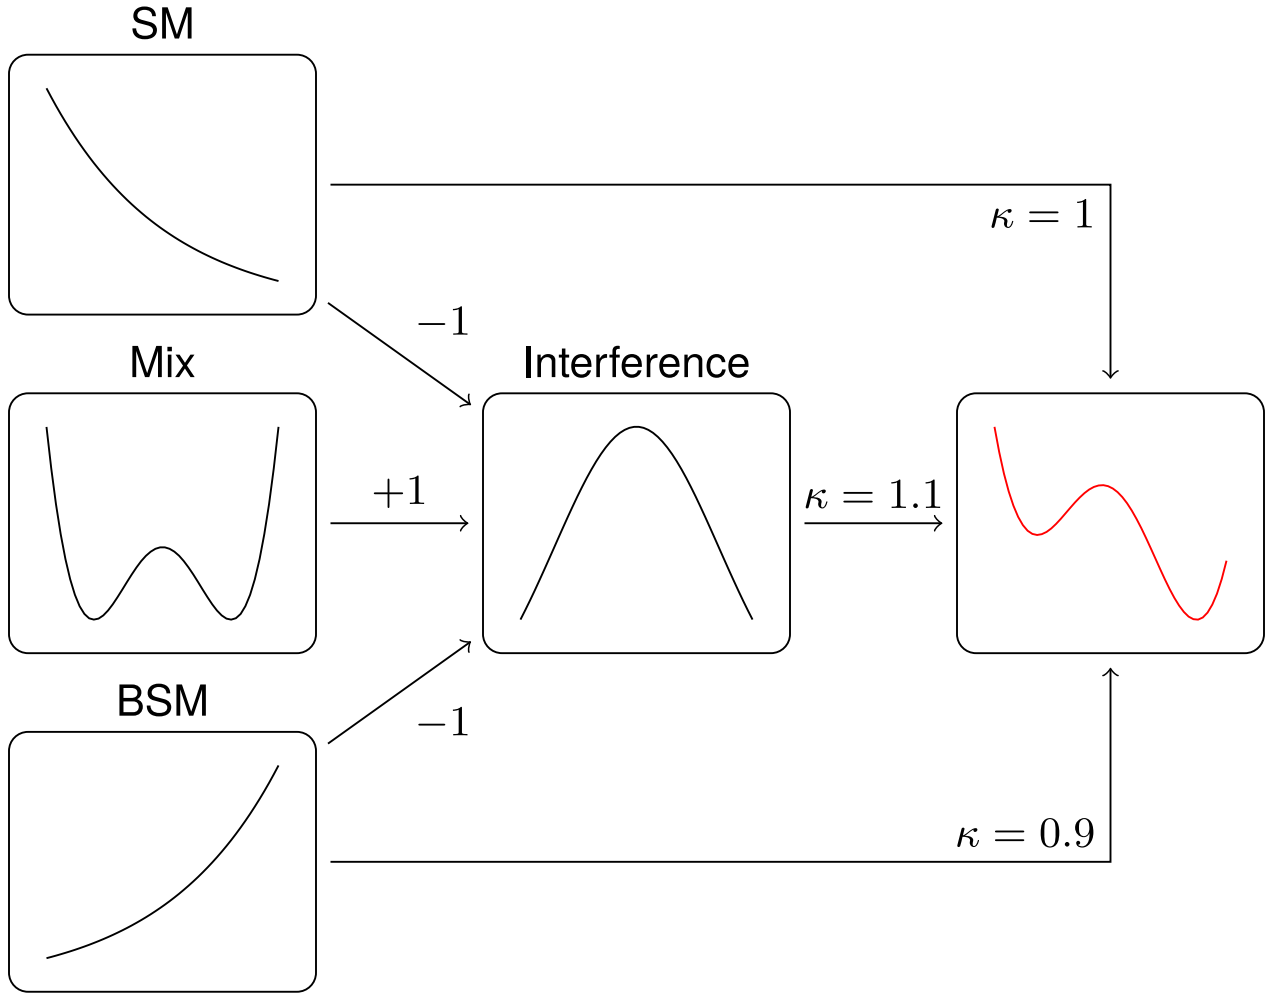 SM
κ = 1
−1
Mix
Interference
+1
κ = 1.1
BSM
−1
κ = 0.9